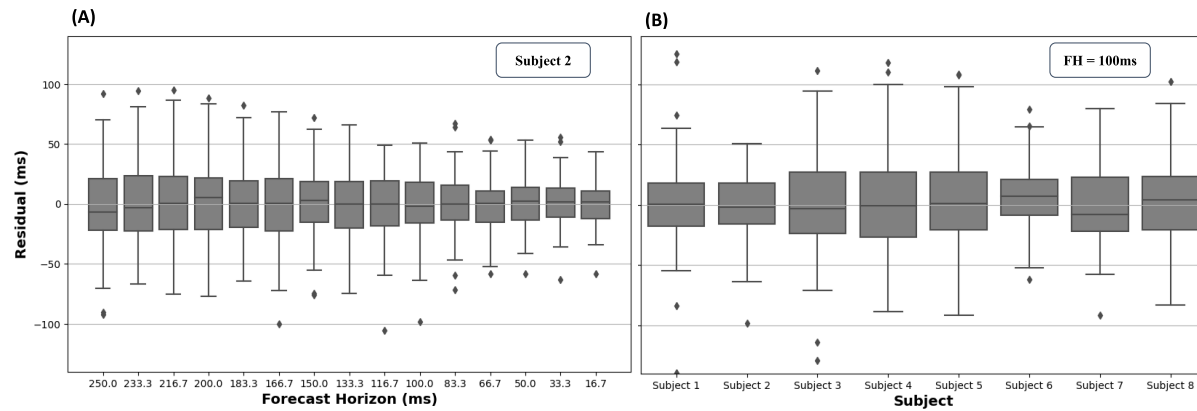 (A)
(B)
Subject 2
FH = 100ms
Residual (ms)
100
50
0
−50
−100
250.0 233.3 216.7 200.0 183.3 166.7 150.0 133.3 116.7 100.0 83.3 66.7 50.0 33.3 16.7
Forecast Horizon (ms)
Subject 1 Subject 2 Subject 3 Subject 4 Subject 5 Subject 6 Subject 7 Subject 8
Subject